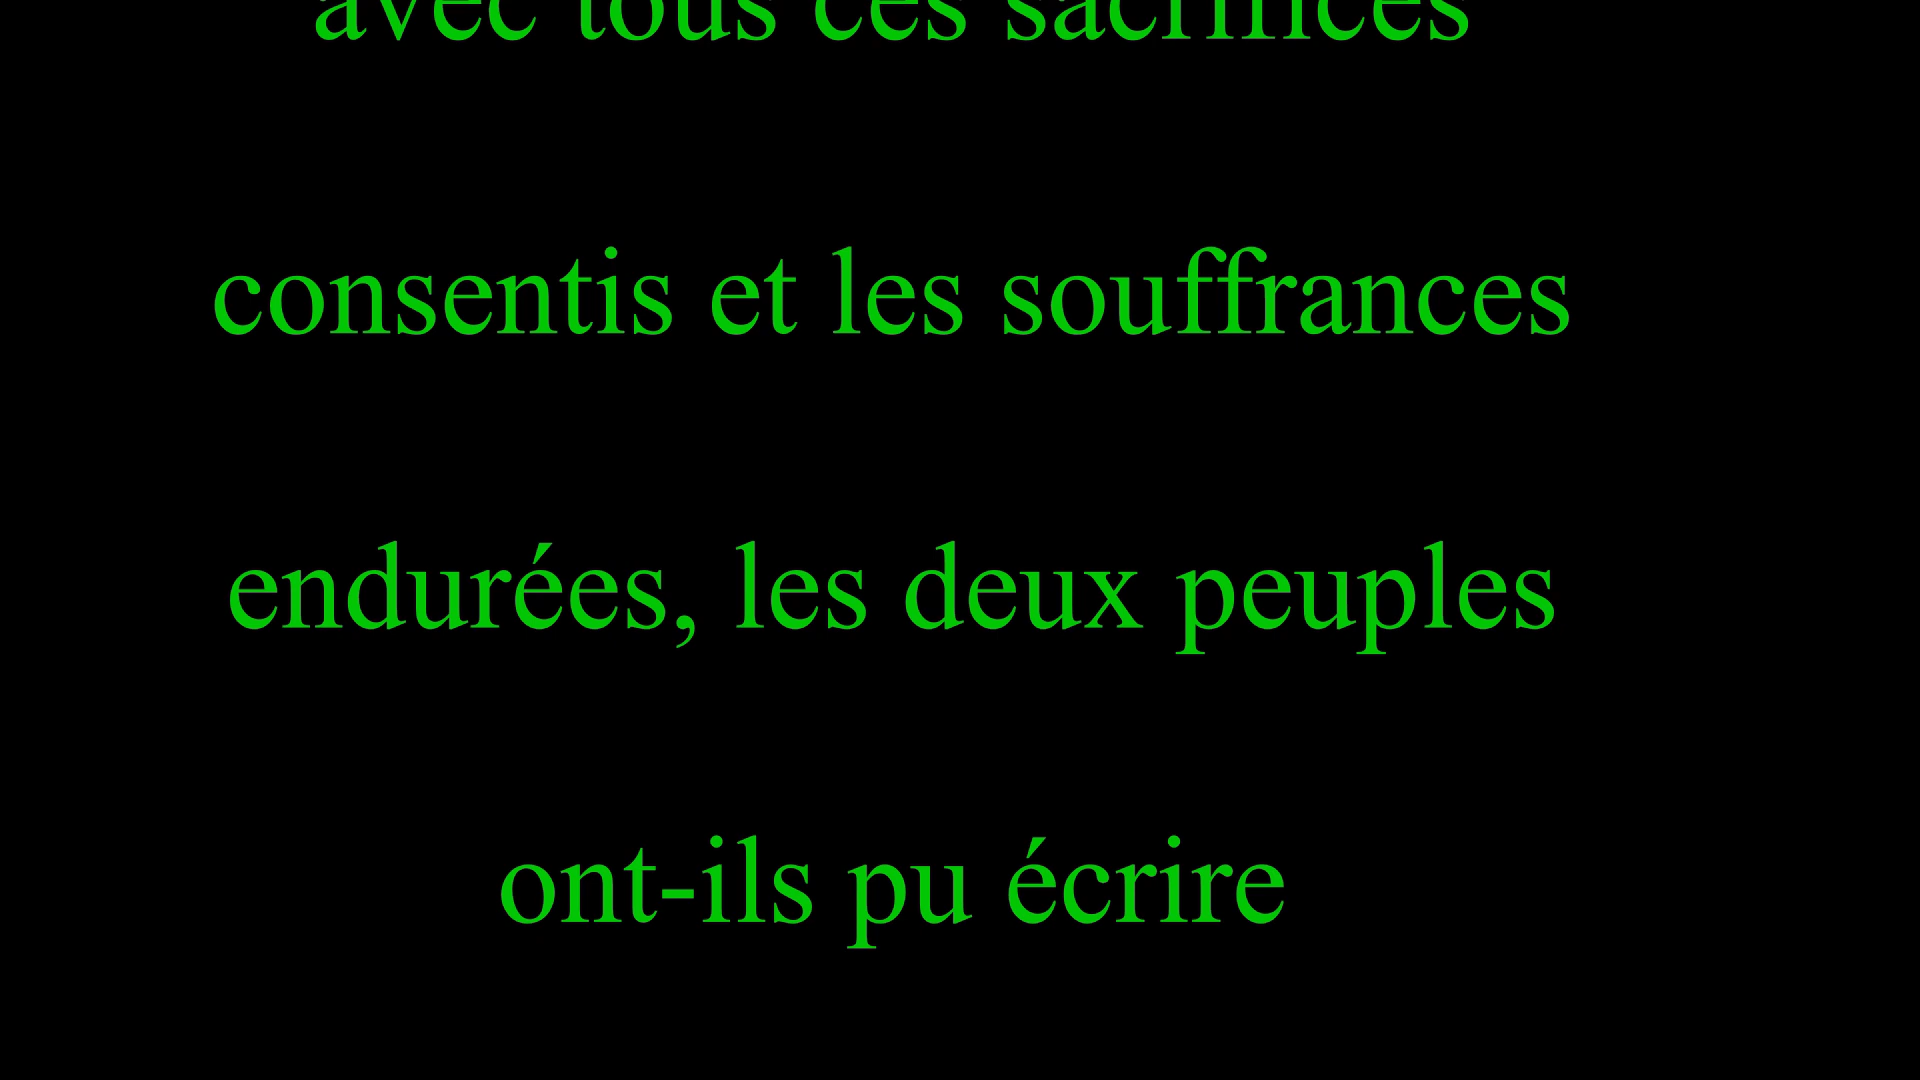 avec tous ces sacrifices
consentis et les souffrances
endurées, les deux peuples
ont-ils pu écrire